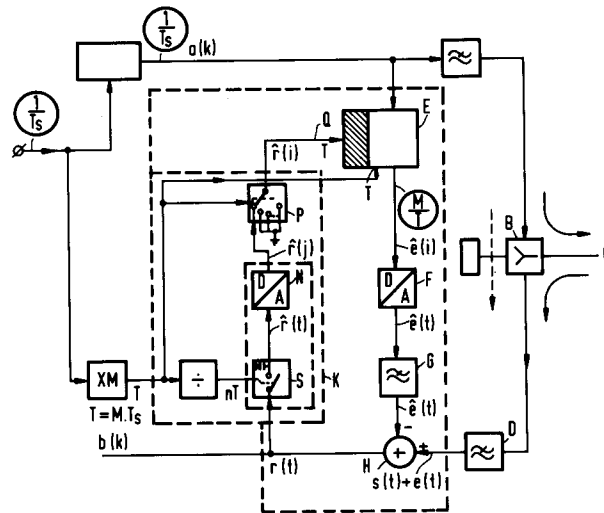 1/Ts
a(k)
1/Ts
E
Q
T
r̂(i)
T
P
M/T
B
r̂(j)
ê(i)
D
A
N
D
A
F
r̂(t)
ê(t)
XM
T
÷
nT
S
K
G
T=M.Ts
ê(t)
b(k)
−
D
+
+
r(t)
H
s(t)+e(t)